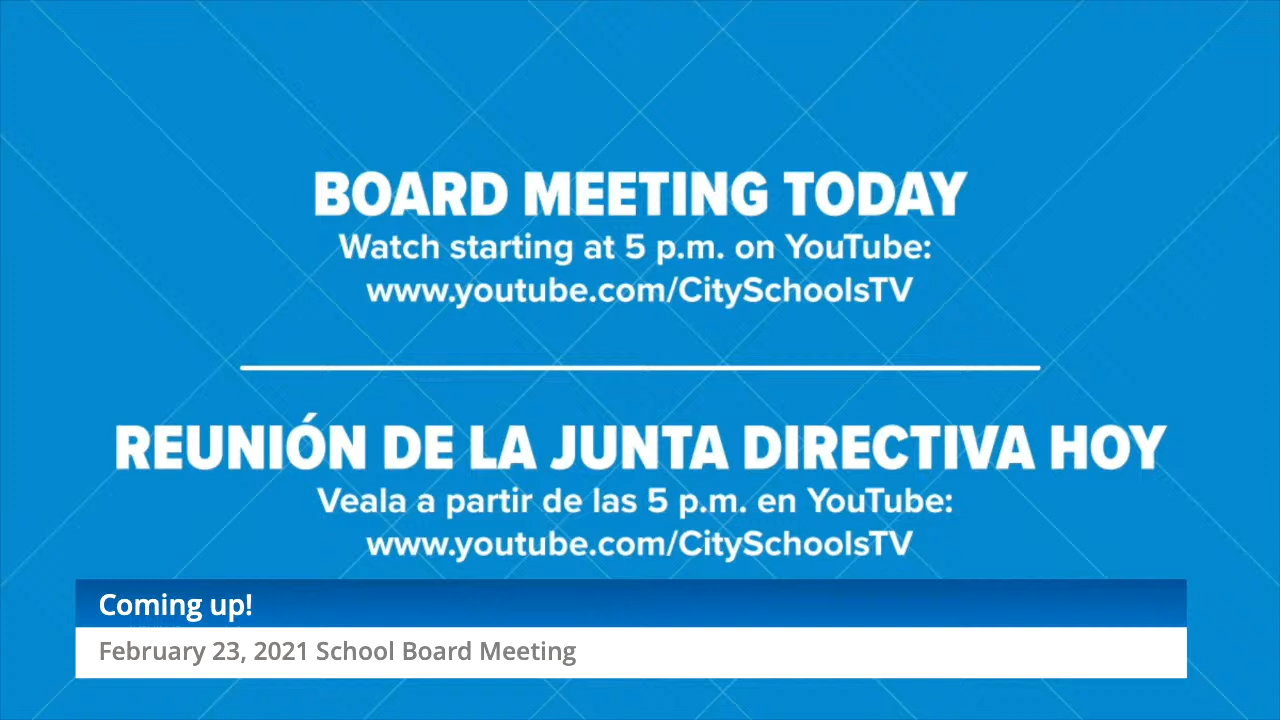 BOARD MEETING TODAY
Watch starting at 5 p.m. on YouTube:
www.youtube.com/CitySchoolsTV
REUNIÓN DE LA JUNTA DIRECTIVA HOY
Veala a partir de las 5 p.m. en YouTube:
www.youtube.com/CitySchoolsTV
Coming up!
February 23, 2021 School Board Meeting